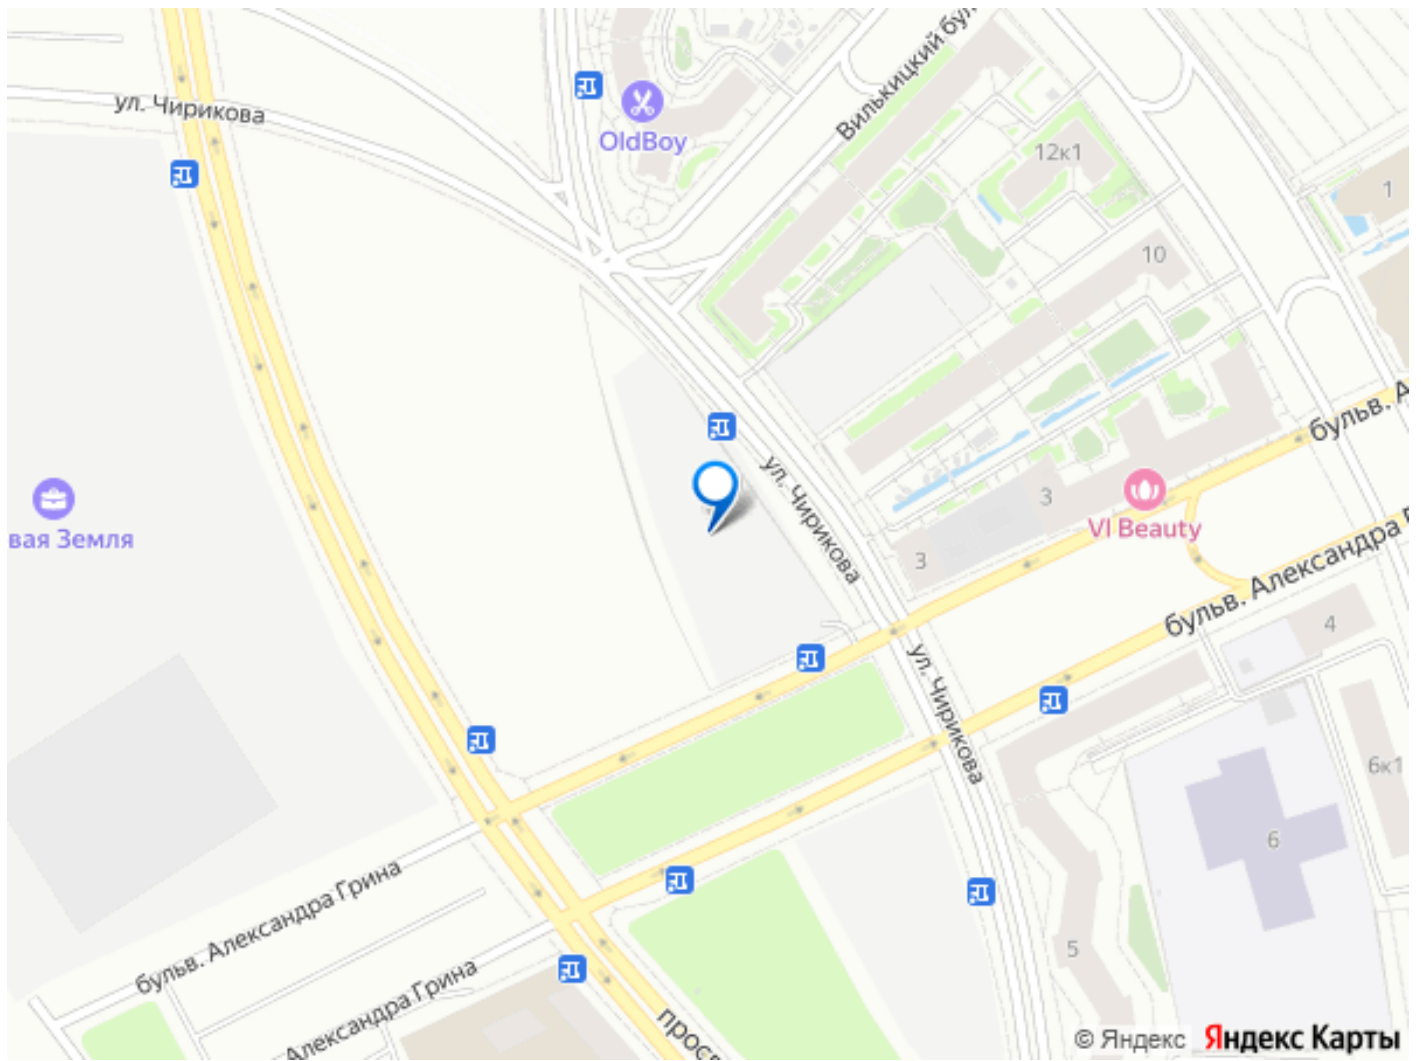 ул. Чирикова
OldBoy
Вилькицкий бул
12к1
1
10
бульв. А
ул. Чирикова
3
VI Beauty
3
вая Земля
бульв. Александра Г
4
ул. Чирикова
6к1
6
бульв. Александра Грина
5
Александра Грина
просп
© Яндекс Яндекс Карты